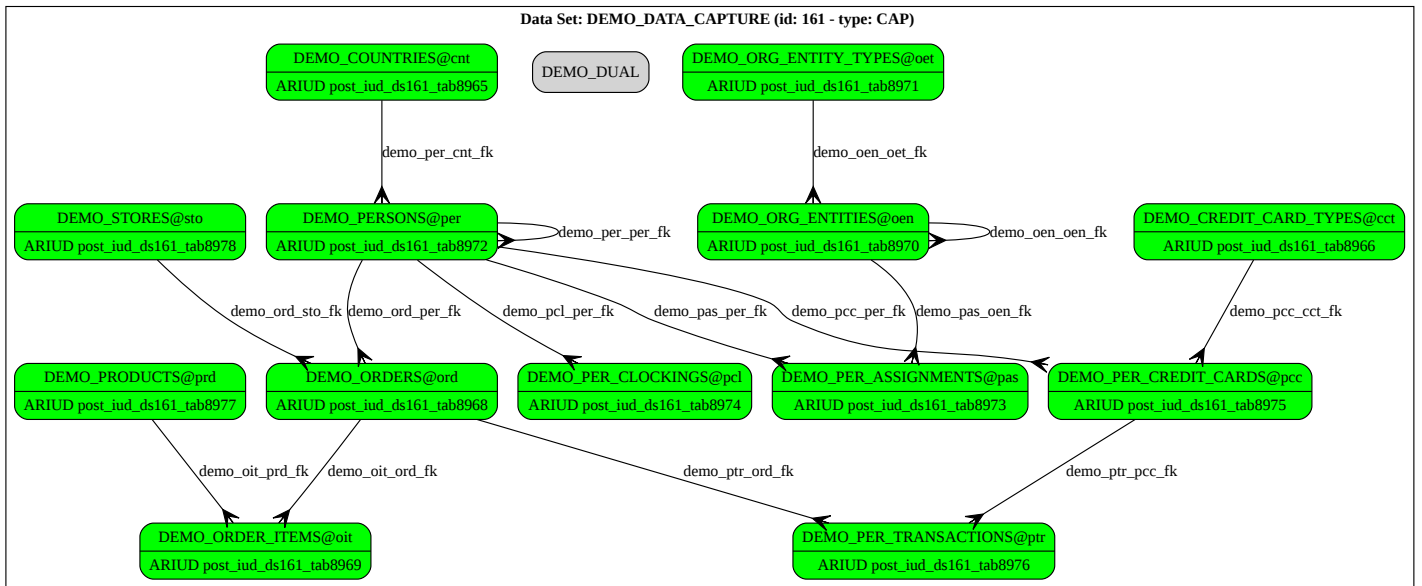 Data Set: DEMO_DATA_CAPTURE (id: 161 - type: CAP)
DEMO_COUNTRIES@cnt
ARIUD post_iud_ds161_tab8965
DEMO_DUAL
DEMO_ORG_ENTITY_TYPES@oet
ARIUD post_iud_ds161_tab8971
demo_per_cnt_fk
demo_oen_oet_fk
DEMO_STORES@sto
ARIUD post_iud_ds161_tab8978
DEMO_PERSONS@per
ARIUD post_iud_ds161_tab8972
demo_per_per_fk
DEMO_ORG_ENTITIES@oen
ARIUD post_iud_ds161_tab8970
demo_oen_oen_fk
DEMO_CREDIT_CARD_TYPES@cct
ARIUD post_iud_ds161_tab8966
demo_ord_sto_fk
demo_ord_per_fk
demo_pcl_per_fk
demo_pas_per_fk
demo_pcc_per_fk
demo_pas_oen_fk
demo_pcc_cct_fk
DEMO_PRODUCTS@prd
ARIUD post_iud_ds161_tab8977
DEMO_ORDERS@ord
ARIUD post_iud_ds161_tab8968
DEMO_PER_CLOCKINGS@pcl
ARIUD post_iud_ds161_tab8974
DEMO_PER_ASSIGNMENTS@pas
ARIUD post_iud_ds161_tab8973
DEMO_PER_CREDIT_CARDS@pcc
ARIUD post_iud_ds161_tab8975
demo_oit_prd_fk
demo_oit_ord_fk
demo_ptr_ord_fk
demo_ptr_pcc_fk
DEMO_ORDER_ITEMS@oit
ARIUD post_iud_ds161_tab8969
DEMO_PER_TRANSACTIONS@ptr
ARIUD post_iud_ds161_tab8976